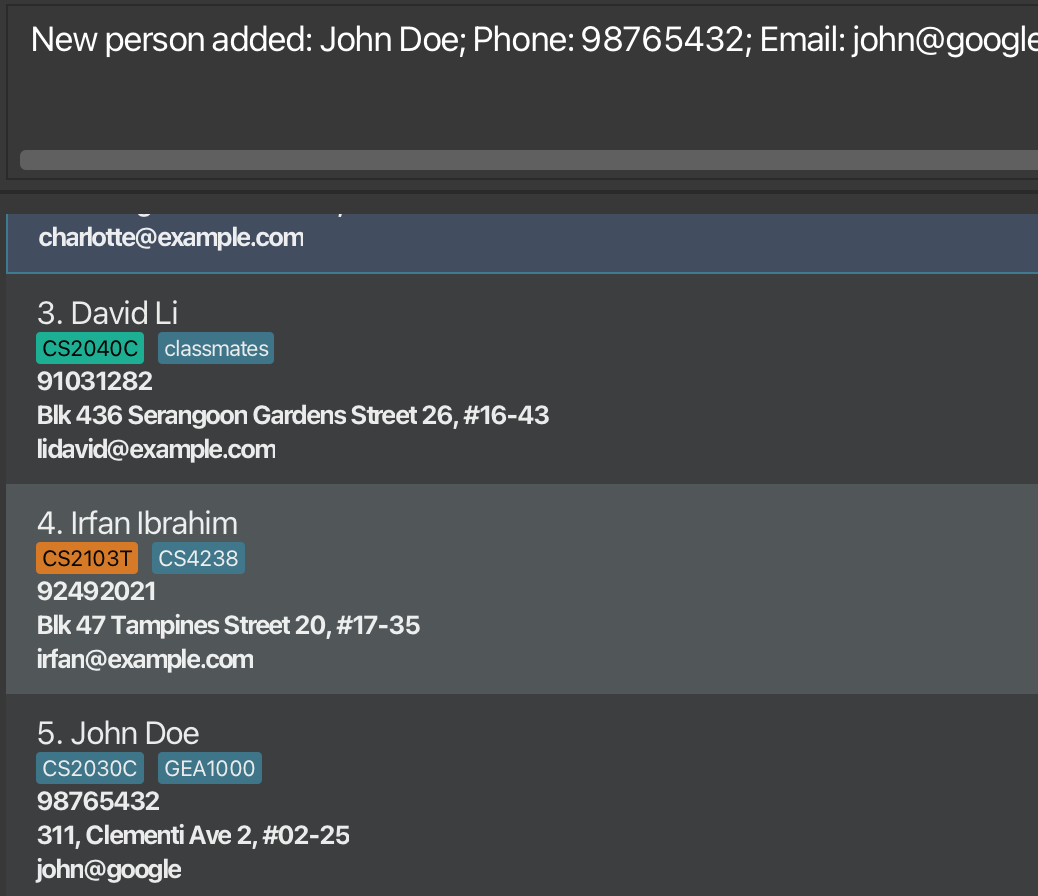 New person added: John Doe; Phone: 98765432; Email: john@google
charlotte@example.com
3. David Li
CS2040C classmates
91031282
Blk 436 Serangoon Gardens Street 26, #16-43
lidavid@example.com
4. Irfan Ibrahim
CS2103T CS4238
92492021
Blk 47 Tampines Street 20, #17-35
irfan@example.com
5. John Doe
CS2030C GEA1000
98765432
311, Clementi Ave 2, #02-25
john@google